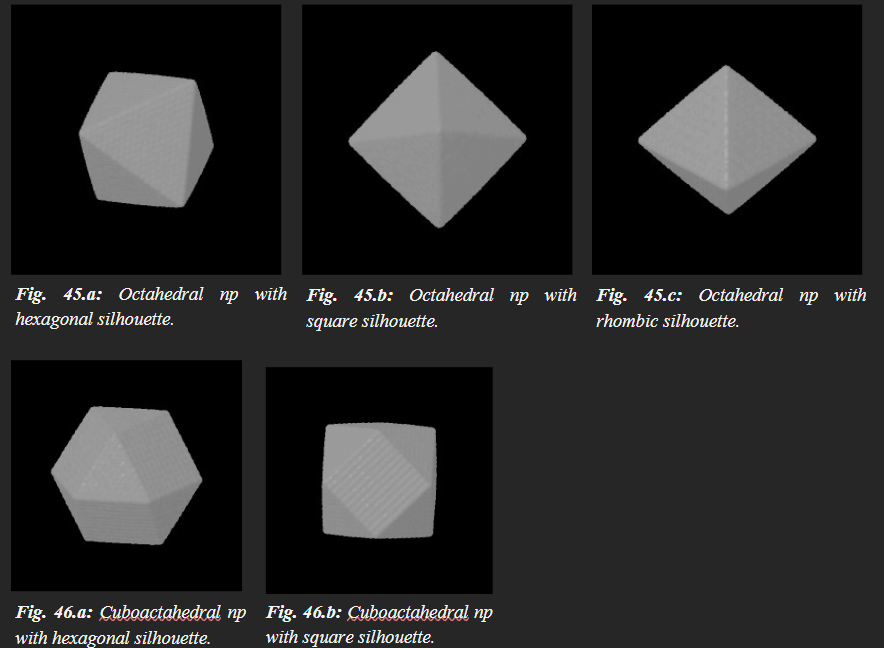 Fig. 45.a: Octahedral np with
hexagonal silhouette.
Fig. 45.b: Octahedral np with
square silhouette.
Fig. 45.c: Octahedral np with
rhombic silhouette.
Fig. 46.a: Cuboactahedral np
with hexagonal silhouette.
Fig. 46.b: Cuboactahedral np
with square silhouette.